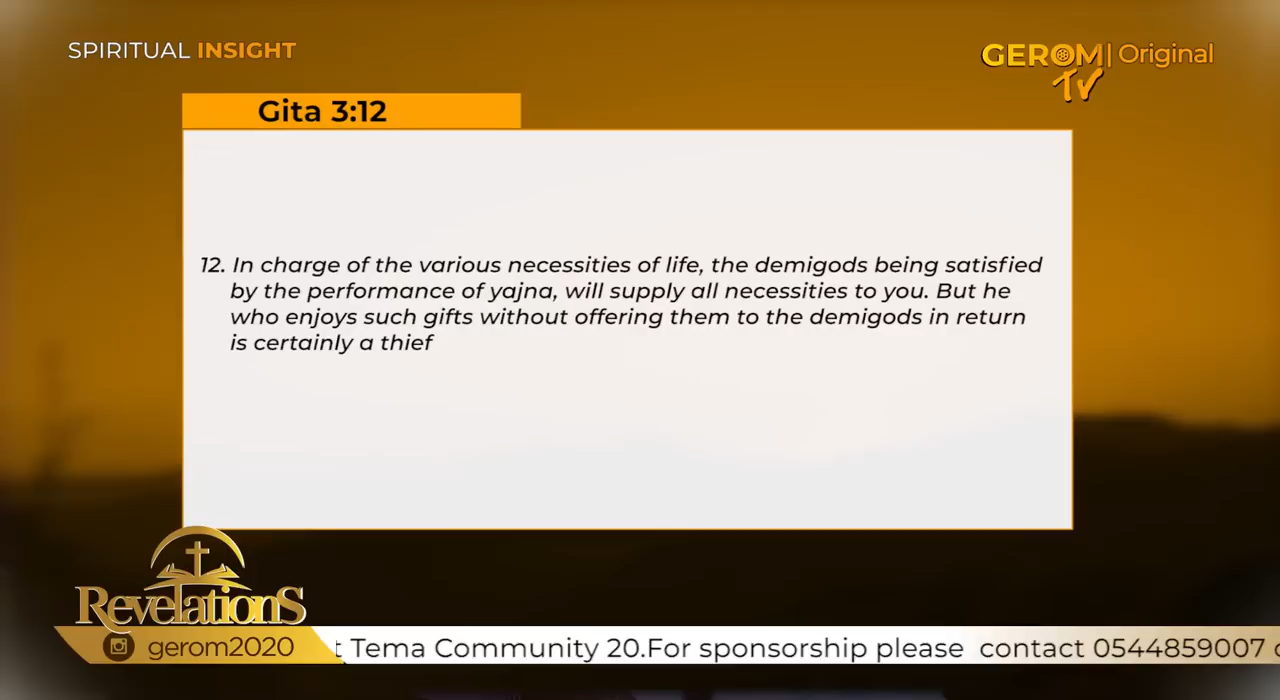 SPIRITUAL INSIGHT
GEROM TV | Original
Gita 3:12
12. In charge of the various necessities of life, the demigods being satisfied
by the performance of yajna, will supply all necessities to you. But he
who enjoys such gifts without offering them to the demigods in return
is certainly a thief
RevelationS
gerom2020
t Tema Community 20.For sponsorship please contact 0544859007